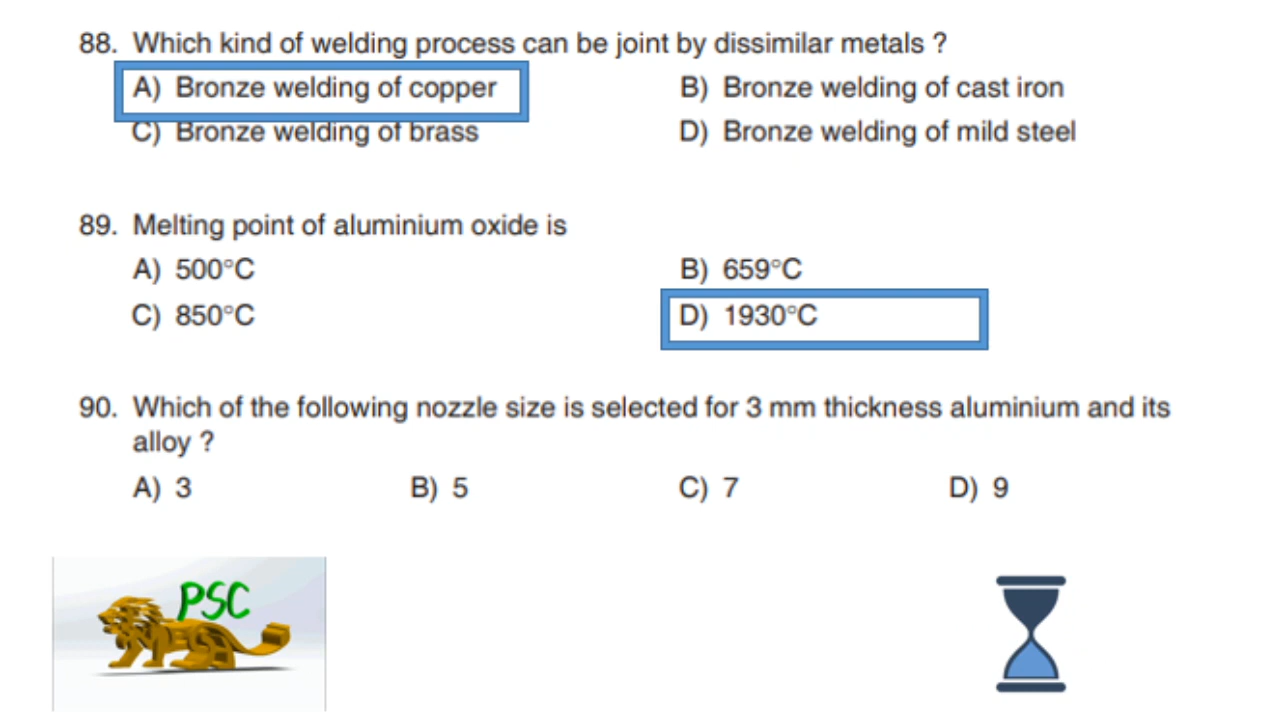 88. Which kind of welding process can be joint by dissimilar metals ?
A) Bronze welding of copper B) Bronze welding of cast iron
C) Bronze welding of brass D) Bronze welding of mild steel
89. Melting point of aluminium oxide is
A) 500°C B) 659°C
C) 850°C D) 1930°C
90. Which of the following nozzle size is selected for 3 mm thickness aluminium and its
alloy ?
A) 3 B) 5 C) 7 D) 9
PSC